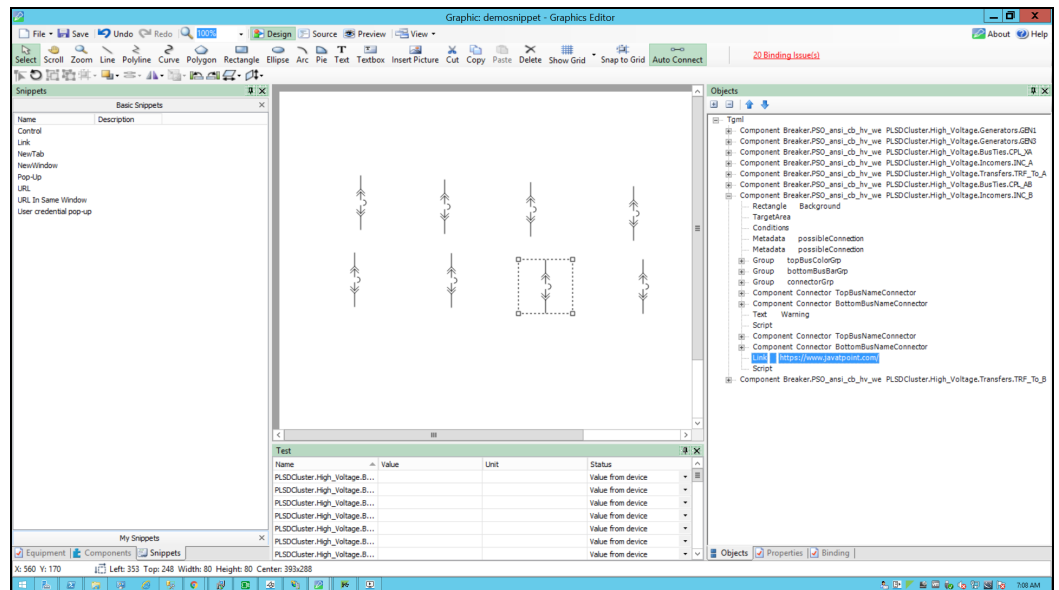 Graphic: demosnippet - Graphics Editor
File Save Undo Redo 100% Design Source Preview View About Help
Select Scroll Zoom Line Polyline Curve Polygon Rectangle Ellipse Arc Pie Text Textbox Insert Picture Cut Copy Paste Delete Show Grid Snap to Grid Auto Connect
20 Binding Issue(s)
Snippets
Basic Snippets
Name Description
Control
Link
NewTab
NewWindow
Pop-Up
URL
URL In Same Window
User credential pop-up
My Snippets
Equipment Components Snippets
Objects
Tgml
Component Breaker.PSO_ansi_cb_hv_we PLSDCluster.High_Voltage.Generators.GEN1
Component Breaker.PSO_ansi_cb_hv_we PLSDCluster.High_Voltage.Generators.GEN3
Component Breaker.PSO_ansi_cb_hv_we PLSDCluster.High_Voltage.BusTies.CPL_XA
Component Breaker.PSO_ansi_cb_hv_we PLSDCluster.High_Voltage.Incomers.INC_A
Component Breaker.PSO_ansi_cb_hv_we PLSDCluster.High_Voltage.Transfers.TRF_To_A
Component Breaker.PSO_ansi_cb_hv_we PLSDCluster.High_Voltage.BusTies.CPL_AB
Component Breaker.PSO_ansi_cb_hv_we PLSDCluster.High_Voltage.Incomers.INC_B
Rectangle Background
TargetArea
Conditions
Metadata possibleConnection
Metadata possibleConnection
Group topBusColorGrp
Group bottomBusBarGrp
Group connectorGrp
Component Connector TopBusNameConnector
Component Connector BottomBusNameConnector
Text Warning
Script
Component Connector TopBusNameConnector
Component Connector BottomBusNameConnector
Link https://www.javatpoint.com/
Script
Component Breaker.PSO_ansi_cb_hv_we PLSDCluster.High_Voltage.Transfers.TRF_To_B
Objects Properties Binding
Test
Name Value Unit Status
PLSDCluster.High_Voltage.B... Value from device
PLSDCluster.High_Voltage.B... Value from device
PLSDCluster.High_Voltage.B... Value from device
PLSDCluster.High_Voltage.B... Value from device
PLSDCluster.High_Voltage.B... Value from device
PLSDCluster.High_Voltage.B... Value from device
PLSDCluster.High_Voltage.B... Value from device
X: 560 Y: 170 Left: 353 Top: 248 Width: 80 Height: 80 Center: 393x288
7:08 AM